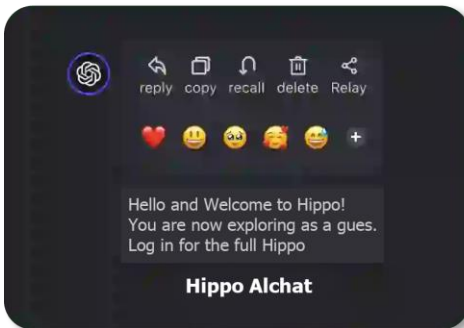 reply copy recall delete Relay
Hello and Welcome to Hippo!
You are now exploring as a gues.
Log in for the full Hippo
Hippo Alchat